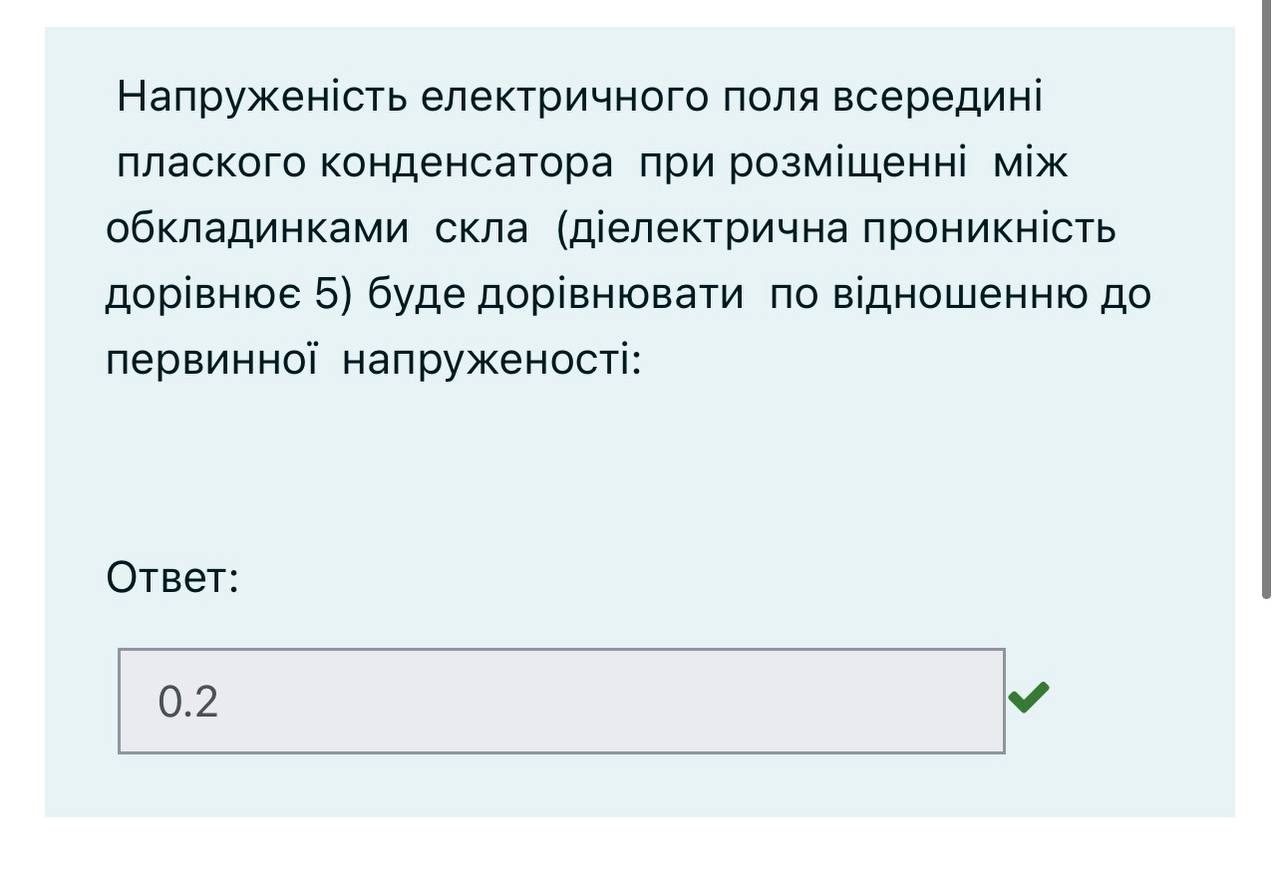 Напруженість електричного поля всередині
плаского конденсатора при розміщенні між
обкладинками скла (діелектрична проникність
дорівнює 5) буде дорівнювати по відношенню до
первинної напруженості:
Ответ:
0.2